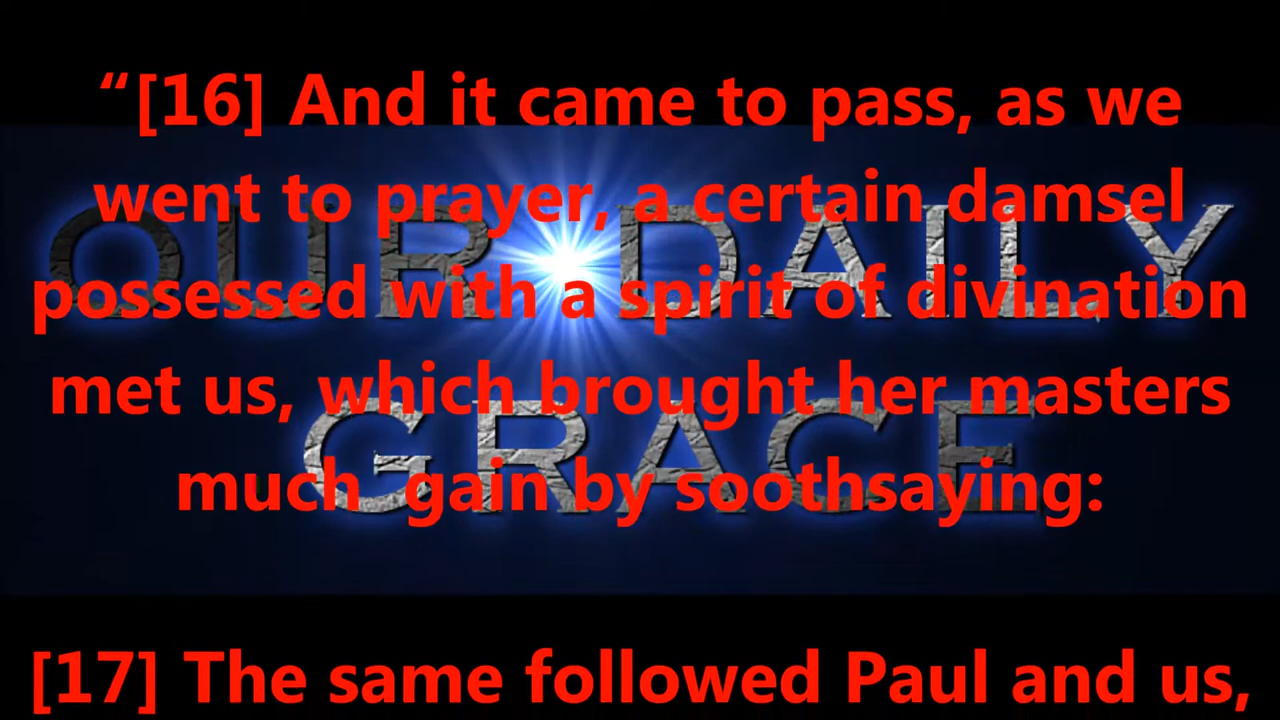 “[16] And it came to pass, as we
went to prayer, a certain damsel
possessed with a spirit of divination
met us, which brought her masters
much gain by soothsaying:
[17] The same followed Paul and us,
OUR DAILY
GRACE